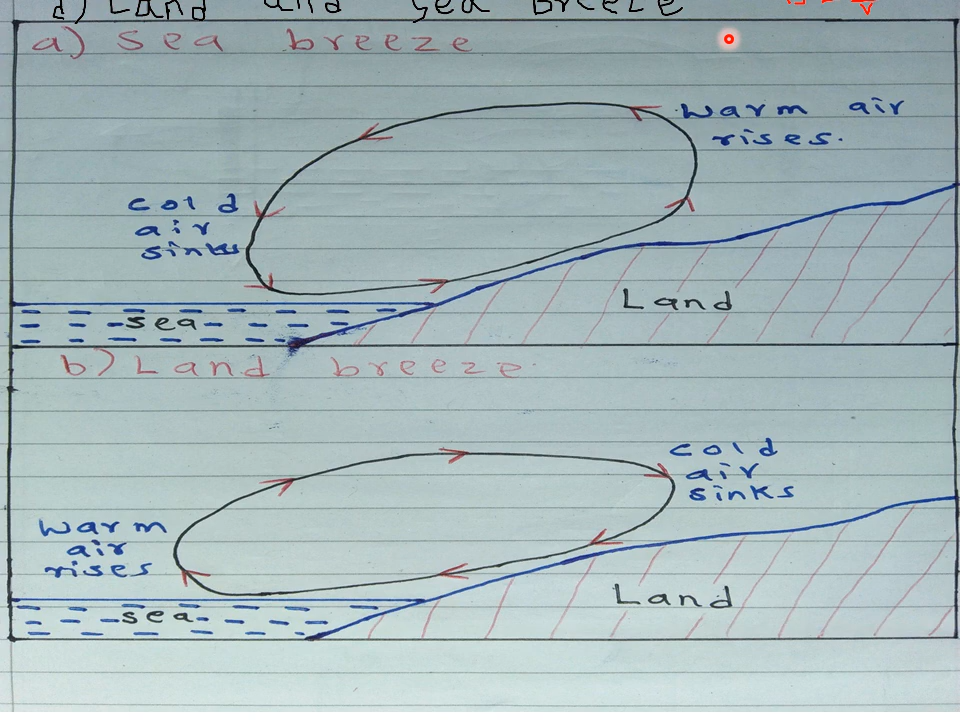 d) Land and Sea Breeze
a) Sea breeze
warm air
rises.
cold
air
sinks
Land
sea
b) Land breeze
cold
air
sinks
warm
air
rises
Land
sea